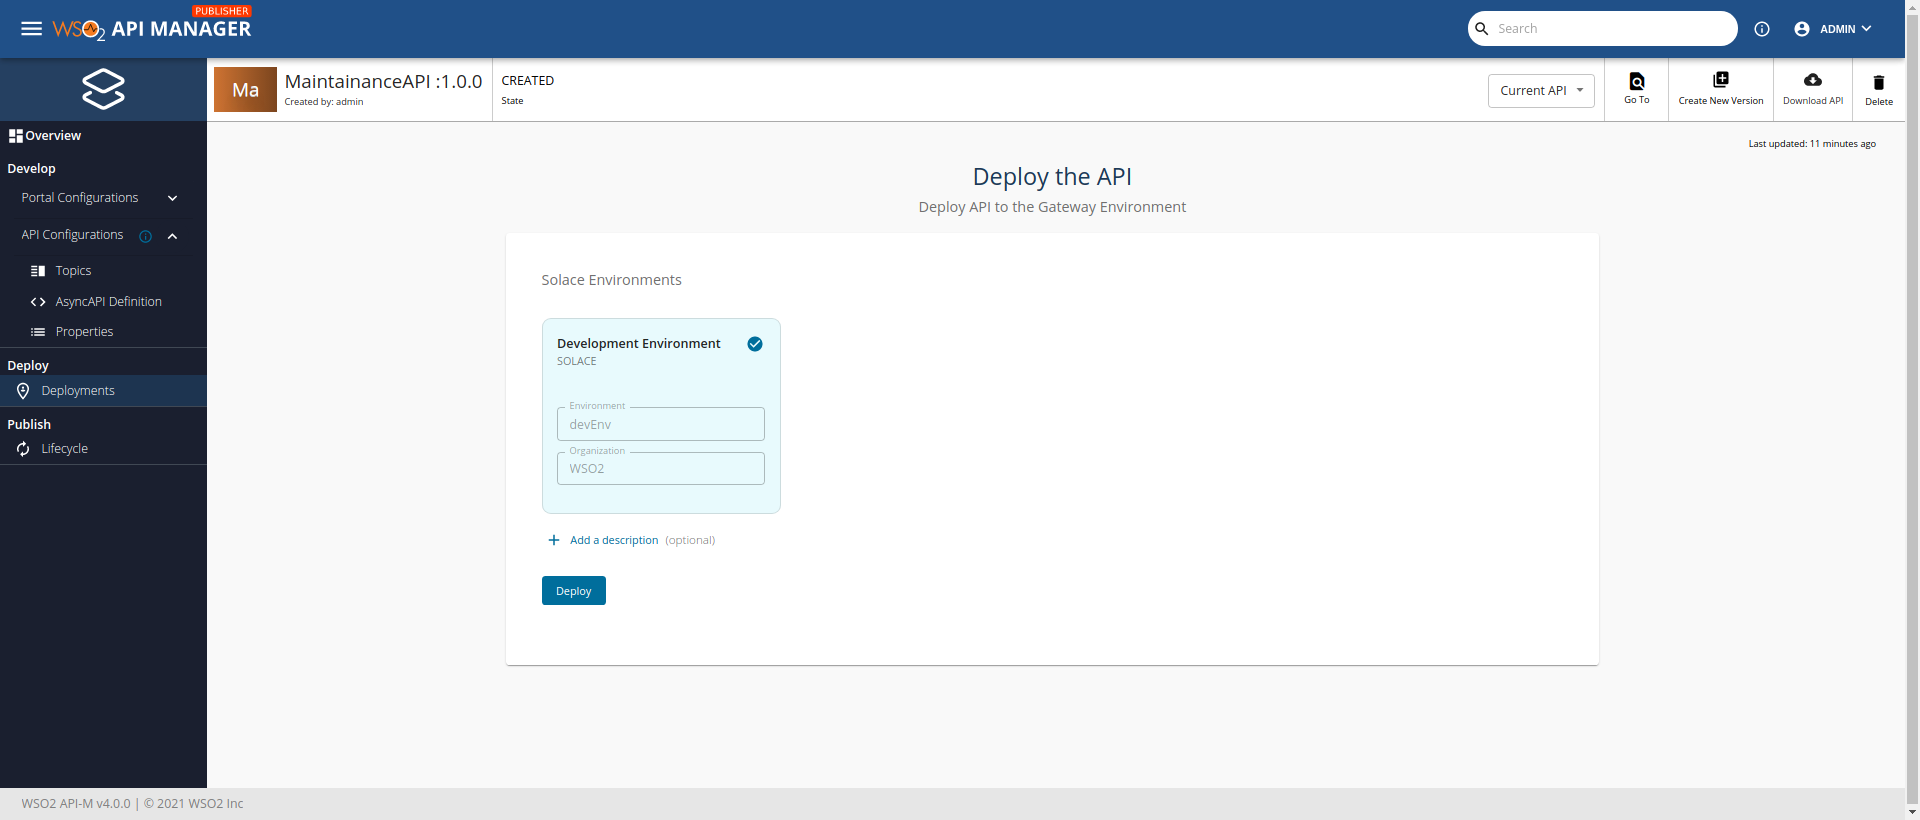 PUBLISHER
WSO2 API MANAGER
Search
ADMIN
Ma
MaintainanceAPI :1.0.0
Created by: admin
CREATED
State
Current API
Go To
Create New Version
Download API
Delete
Overview
Develop
Portal Configurations
API Configurations
Topics
AsyncAPI Definition
Properties
Deploy
Deployments
Publish
Lifecycle
Last updated: 11 minutes ago
Deploy the API
Deploy API to the Gateway Environment
Solace Environments
Development Environment
SOLACE
Environment
devEnv
Organization
WSO2
Add a description (optional)
Deploy
WSO2 API-M v4.0.0 | © 2021 WSO2 Inc